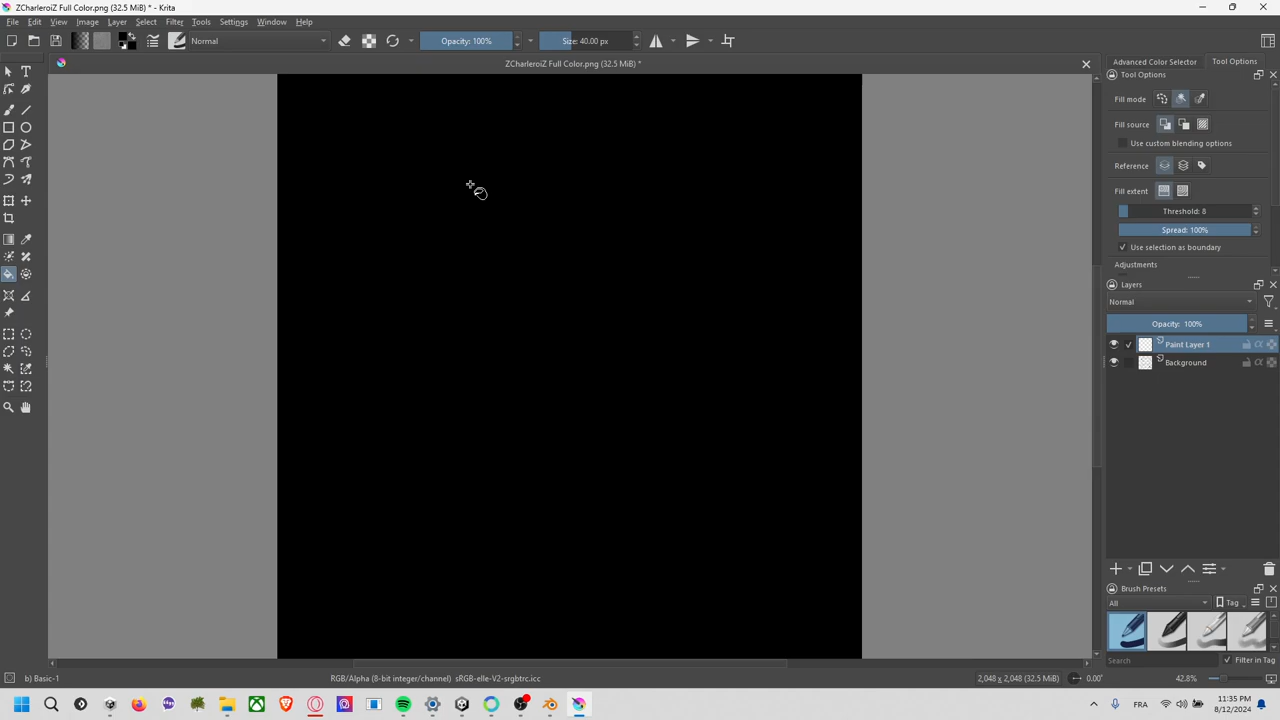 ZCharleroiZ Full Color.png (32.5 MiB) * - Krita
File Edit View Image Layer Select Filter Tools Settings Window Help
Normal
Opacity: 100%
Size: 40.00 px
ZCharleroiZ Full Color.png (32.5 MiB) *
Advanced Color Selector
Tool Options
Tool Options
Fill mode
Fill source
Use custom blending options
Reference
Fill extent
Threshold: 8
Spread: 100%
Use selection as boundary
Adjustments
Layers
Normal
Opacity: 100%
Paint Layer 1
Background
Brush Presets
All
Tag
Search
Filter in Tag
b) Basic-1
RGB/Alpha (8-bit integer/channel) sRGB-elle-V2-srgbtrc.icc
2,048 x 2,048 (32.5 MiB)
0.00°
42.8%
FRA
11:35 PM
8/12/2024